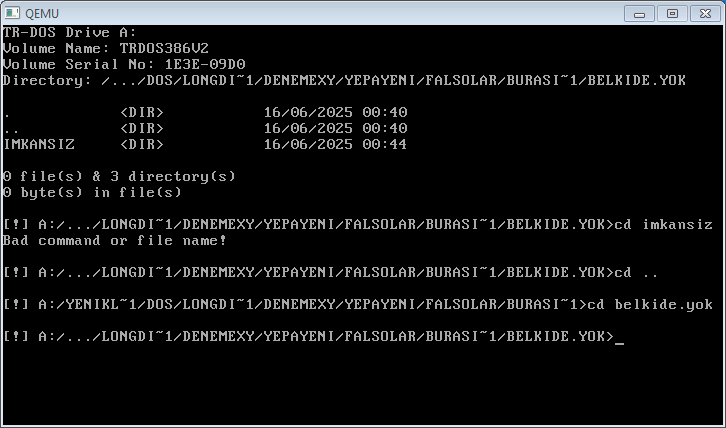 QEMU
TR-DOS Drive A:
Volume Name: TRDOS386V2
Volume Serial No: 1E3E-09D0
Directory: /.../DOS/LONGDI~1/DENEMEXY/YEPAYENI/FALSOLAR/BURASI~1/BELKIDE.YOK
. <DIR> 16/06/2025 00:40
.. <DIR> 16/06/2025 00:40
IMKANSIZ <DIR> 16/06/2025 00:44
0 file(s) & 3 directory(s)
0 byte(s) in file(s)
[!] A:/.../LONGDI~1/DENEMEXY/YEPAYENI/FALSOLAR/BURASI~1/BELKIDE.YOK>cd imkansiz
Bad command or file name!
[!] A:/.../LONGDI~1/DENEMEXY/YEPAYENI/FALSOLAR/BURASI~1/BELKIDE.YOK>cd ..
[!] A:/YENIKL~1/DOS/LONGDI~1/DENEMEXY/YEPAYENI/FALSOLAR/BURASI~1>cd belkide.yok
[!] A:/.../LONGDI~1/DENEMEXY/YEPAYENI/FALSOLAR/BURASI~1/BELKIDE.YOK>_